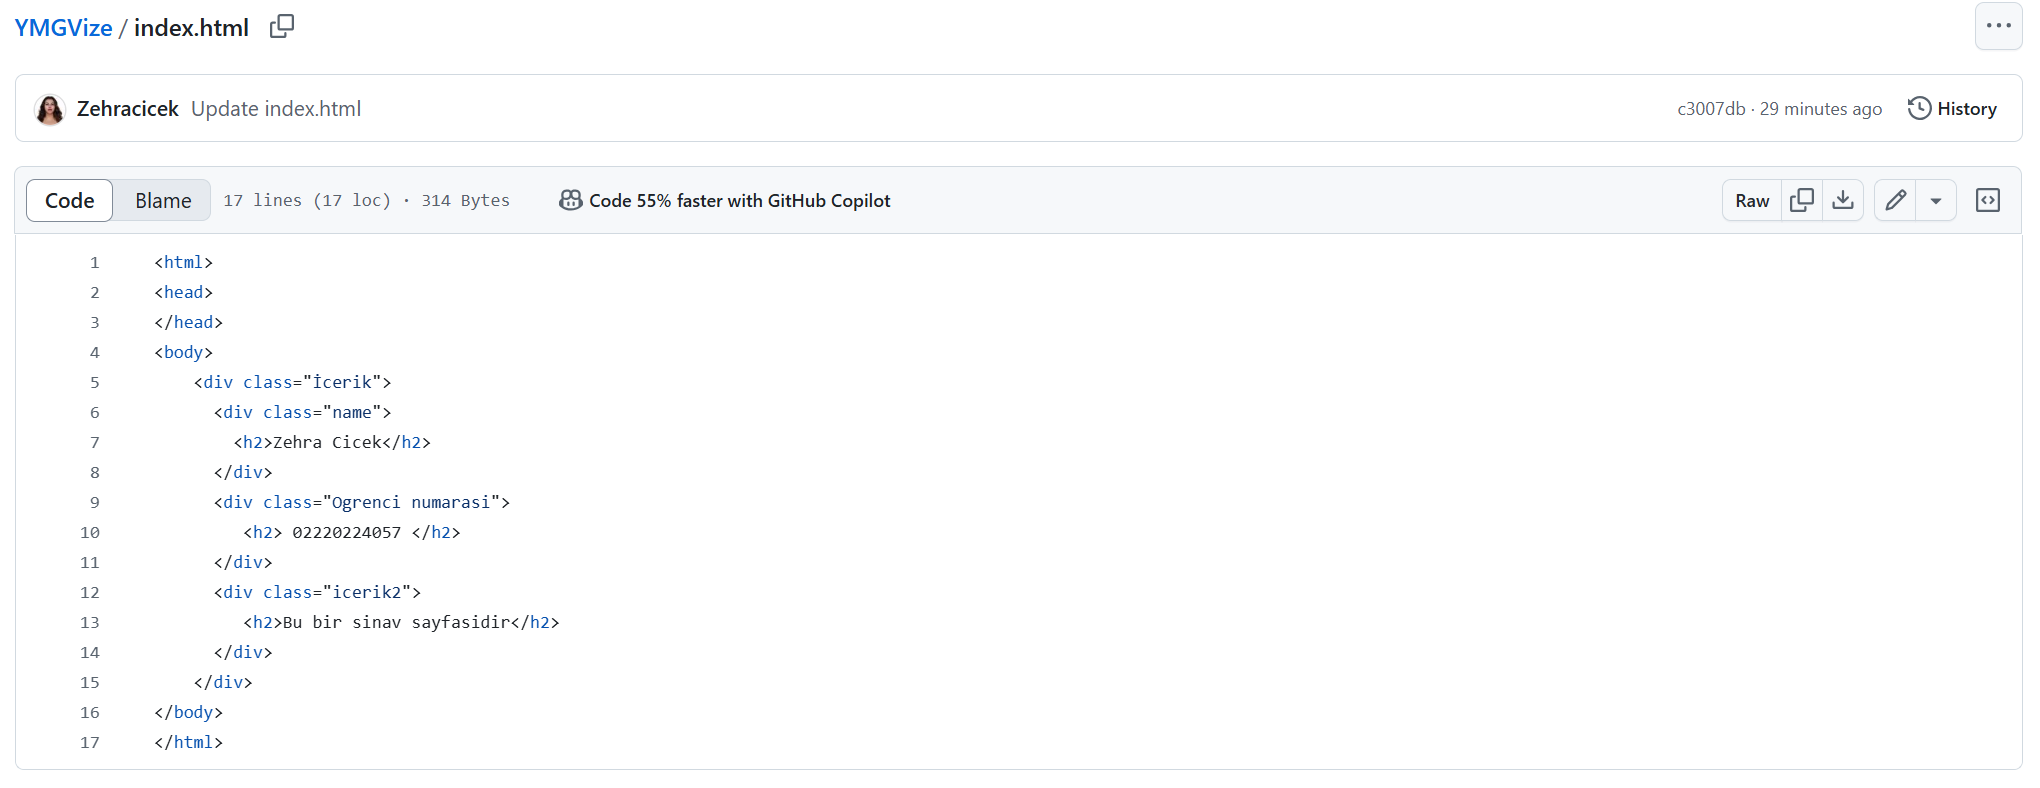 YMGVize / index.html
Zehracicek Update index.html c3007db · 29 minutes ago History
Code Blame 17 lines (17 loc) · 314 Bytes Code 55% faster with GitHub Copilot Raw
1 <html>
2 <head>
3 </head>
4 <body>
5     <div class="İcerik">
6       <div class="name">
7         <h2>Zehra Cicek</h2>
8       </div>
9       <div class="Ogrenci numarasi">
10         <h2> 02220224057 </h2>
11       </div>
12       <div class="icerik2">
13         <h2>Bu bir sinav sayfasidir</h2>
14       </div>
15     </div>
16 </body>
17 </html>